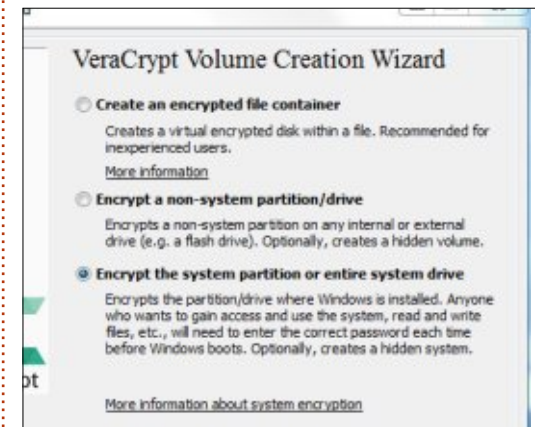 VeraCrypt Volume Creation Wizard
Create an encrypted file container
Creates a virtual encrypted disk within a file. Recommended for
inexperienced users.
More information
Encrypt a non-system partition/drive
Encrypts a non-system partition on any internal or external
drive (e.g. a flash drive). Optionally, creates a hidden volume.
Encrypt the system partition or entire system drive
Encrypts the partition/drive where Windows is installed. Anyone
who wants to gain access and use the system, read and write
files, etc., will need to enter the correct password each time
before Windows boots. Optionally, creates a hidden system.
pt
More information about system encryption